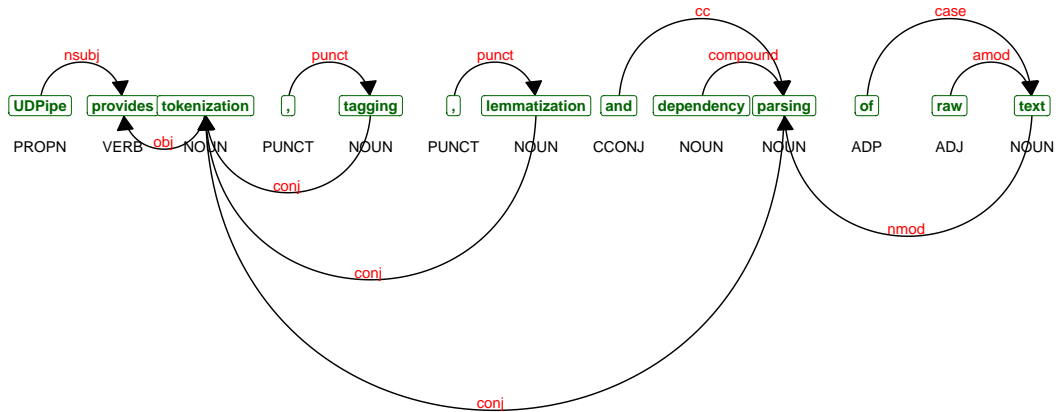 cc case
nsubj punct punct compound amod
UDPipe provides tokenization , tagging , lemmatization and dependency parsing of raw text
obj
PROPN VERB NOUN PUNCT NOUN PUNCT NOUN CCONJ NOUN NOUN ADP ADJ NOUN
conj
nmod
conj
conj